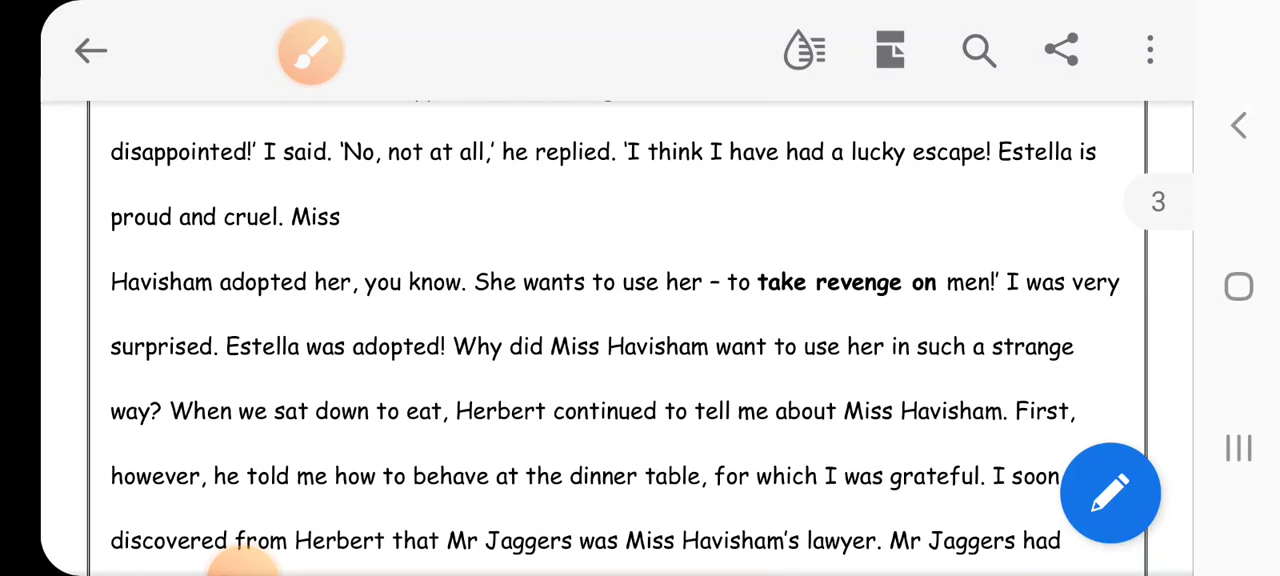 disappointed!’ I said. ‘No, not at all,’ he replied. ‘I think I have had a lucky escape! Estella is
3
proud and cruel. Miss
Havisham adopted her, you know. She wants to use her – to take revenge on men!’ I was very
surprised. Estella was adopted! Why did Miss Havisham want to use her in such a strange
way? When we sat down to eat, Herbert continued to tell me about Miss Havisham. First,
however, he told me how to behave at the dinner table, for which I was grateful. I soon
discovered from Herbert that Mr Jaggers was Miss Havisham’s lawyer. Mr Jaggers had